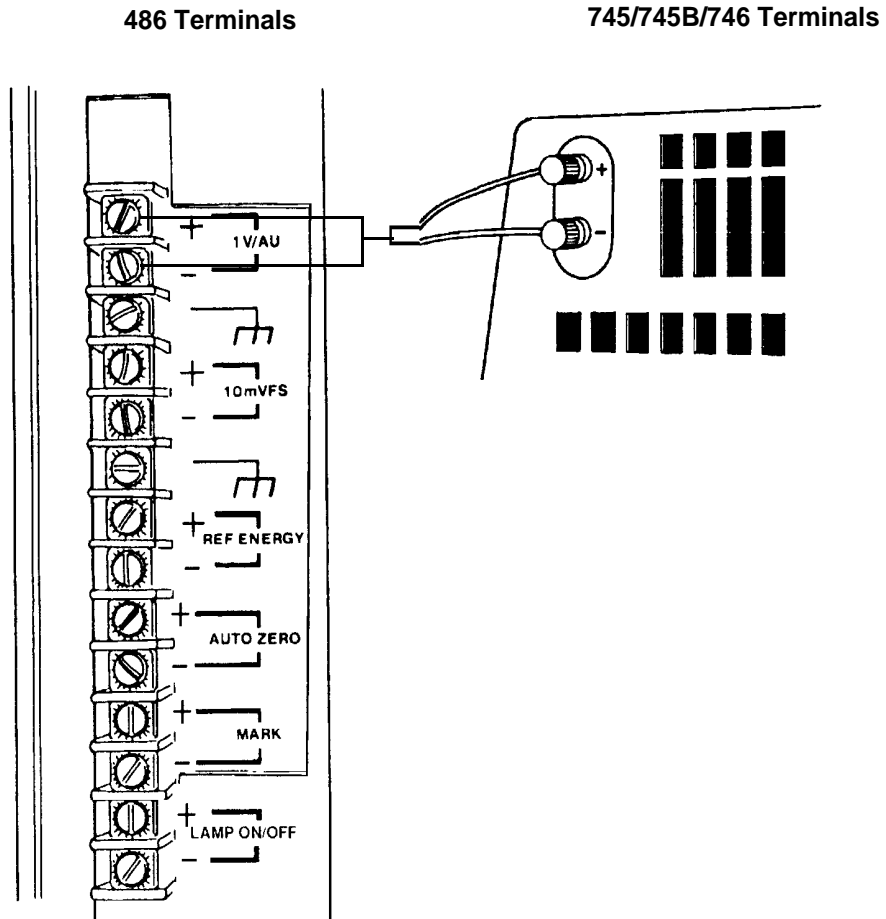 486 Terminals
745/745B/746 Terminals
+
1V/AU
−
+
10mVFS
−
+
REF ENERGY
−
+
AUTO ZERO
−
+
MARK
−
+
LAMP ON/OFF
−
+
−